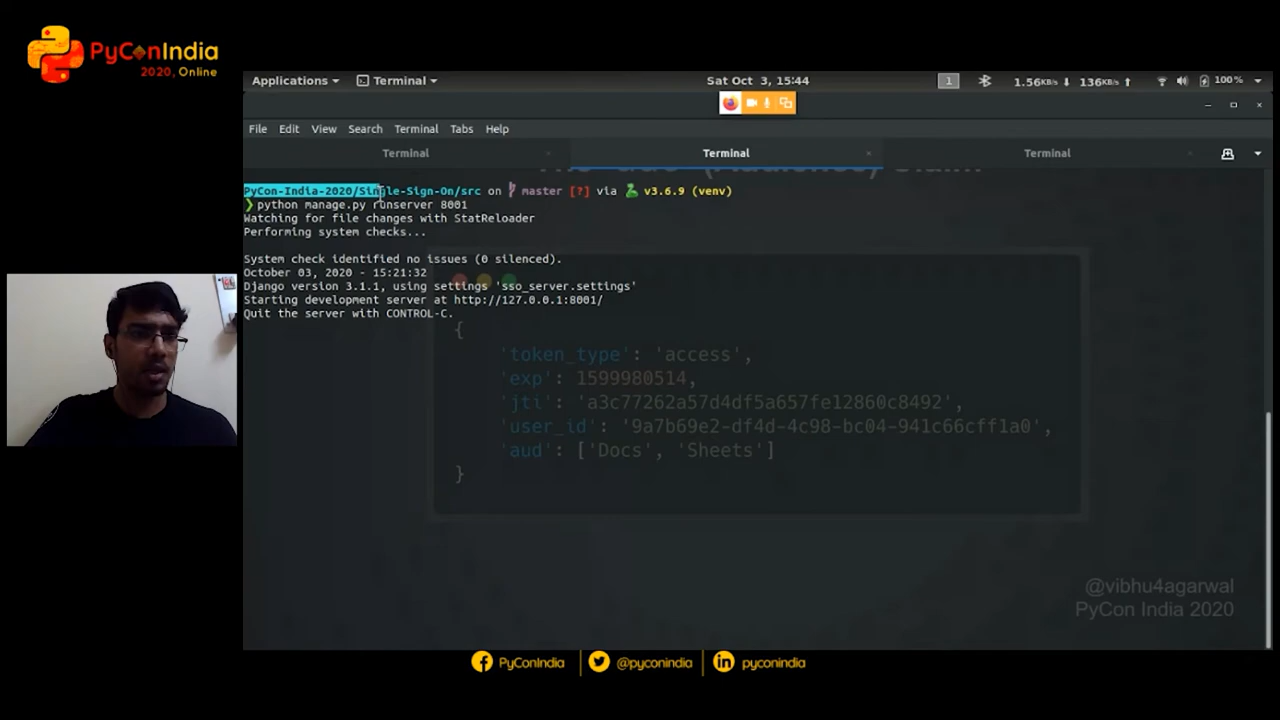 PyConIndia
2020, Online
Applications
Terminal
Sat Oct 3, 15:44
1
1.56KB/s ↓ 136KB/s ↑
100%
File Edit View Search Terminal Tabs Help
Terminal
Terminal
Terminal
PyCon-India-2020/Single-Sign-On/src on master [?] via v3.6.9 (venv)
❯ python manage.py runserver 8001
Watching for file changes with StatReloader
Performing system checks...
System check identified no issues (0 silenced).
October 03, 2020 - 15:21:32
Django version 3.1.1, using settings 'sso_server.settings'
Starting development server at http://127.0.0.1:8001/
Quit the server with CONTROL-C.
{
'token_type': 'access',
'exp': 1599980514,
'jti': 'a3c77262a57d4df5a657fe12860c8492',
'user_id': '9a7b69e2-df4d-4c98-bc04-941c66cff1a0',
'aud': ['Docs', 'Sheets']
}
@vibhu4agarwal
PyCon India 2020
PyConIndia
@pyconindia
pyconindia